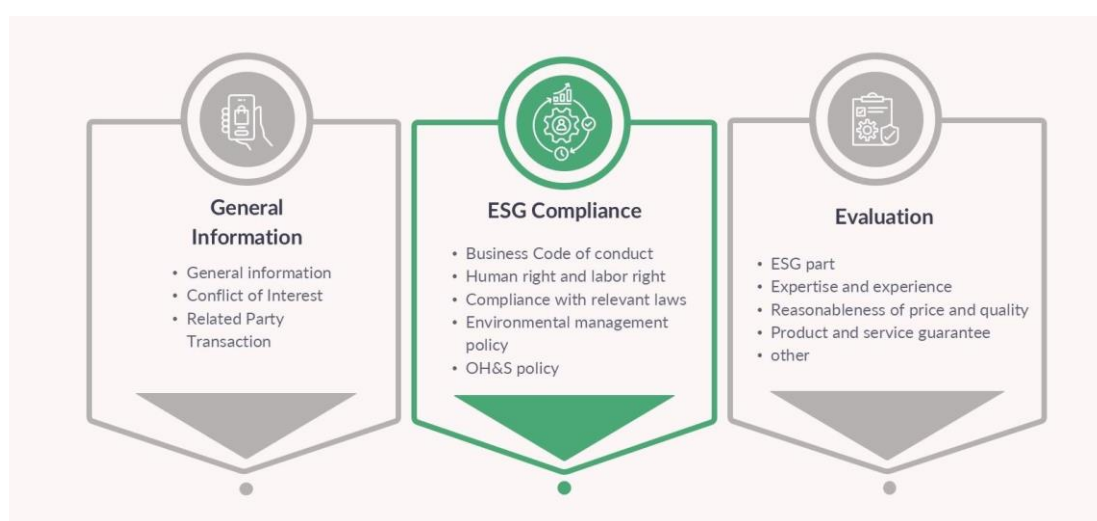 General
Information
• General information
• Conflict of Interest
• Related Party
Transaction
ESG Compliance
• Business Code of conduct
• Human right and labor right
• Compliance with relevant laws
• Environmental management
policy
• OH&S policy
Evaluation
• ESG part
• Expertise and experience
• Reasonableness of price and quality
• Product and service guarantee
• other